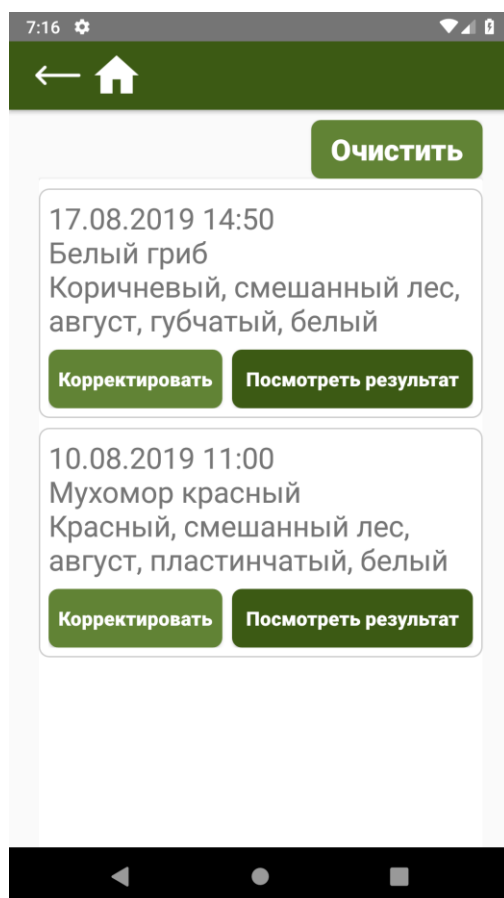 7:16
Очистить
17.08.2019 14:50
Белый гриб
Коричневый, смешанный лес,
август, губчатый, белый
Корректировать Посмотреть результат
10.08.2019 11:00
Мухомор красный
Красный, смешанный лес,
август, пластинчатый, белый
Корректировать Посмотреть результат